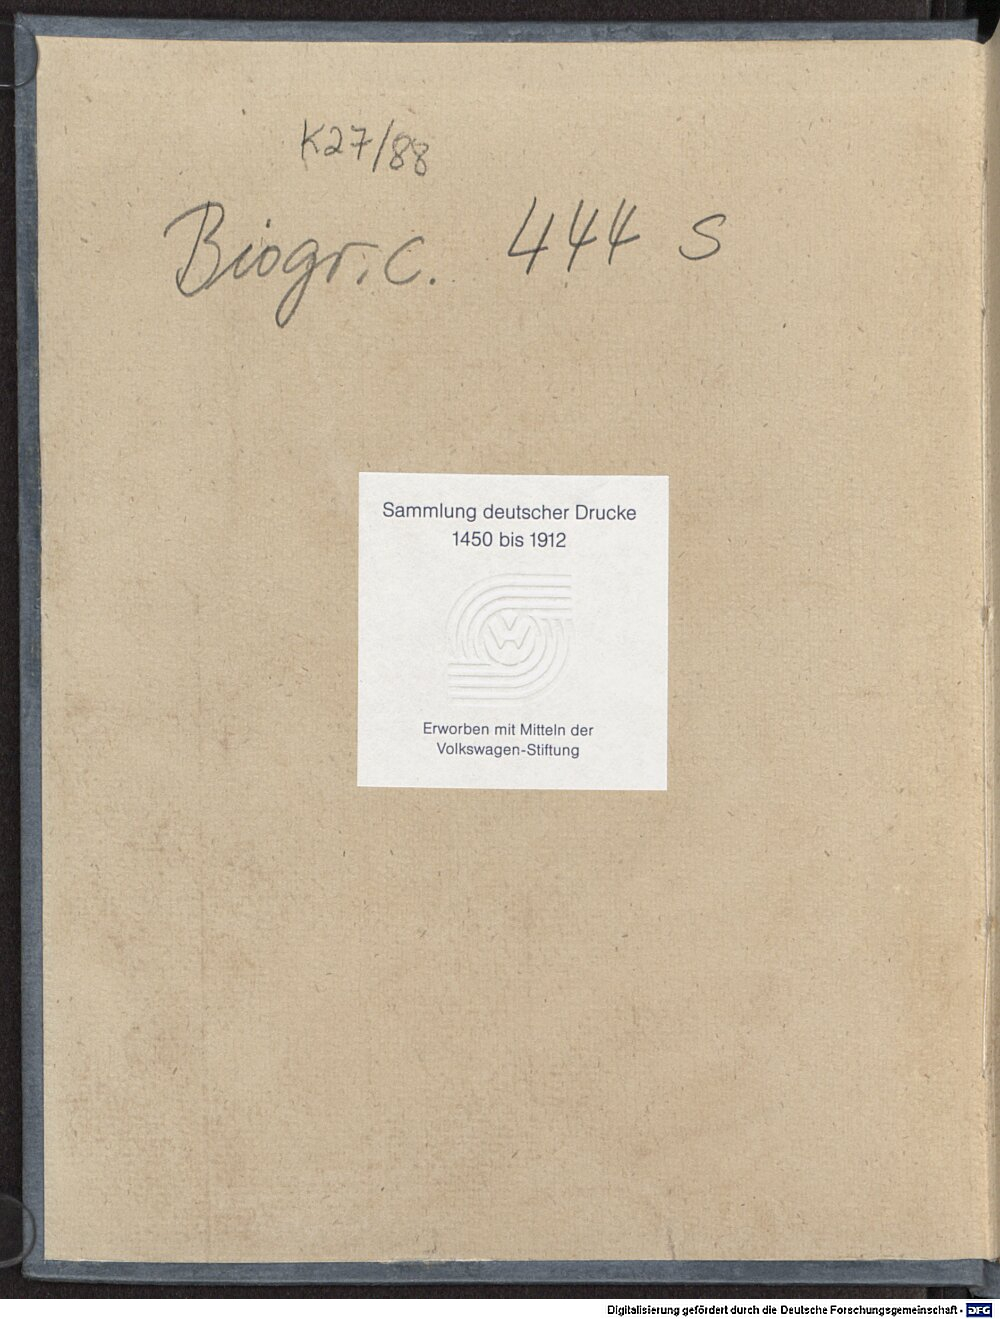 K27/88
Biogr. c. 444 s
Sammlung deutscher Drucke
1450 bis 1912
VW
Erworben mit Mitteln der
Volkswagen-Stiftung
Digitalisierung gefördert durch die Deutsche Forschungsgemeinschaft - DFG